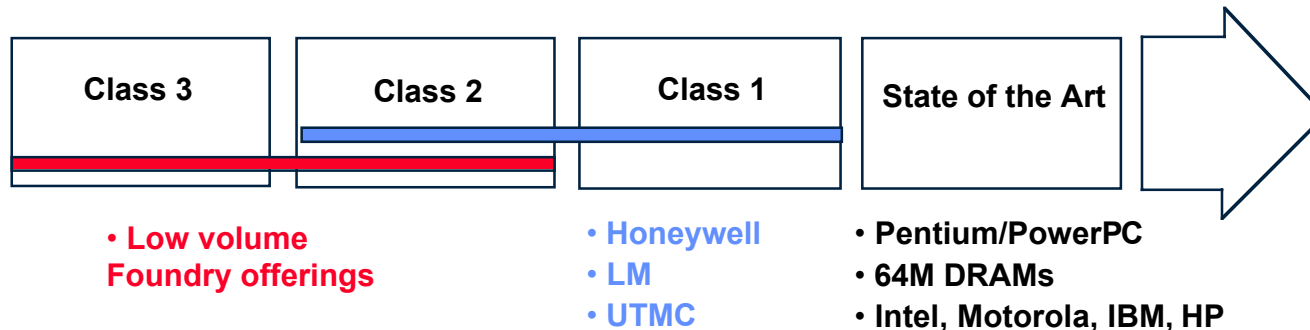 Class 3
Class 2
Class 1
State of the Art
• Low volume
Foundry offerings
• Honeywell
• LM
• UTMC
• Pentium/PowerPC
• 64M DRAMs
• Intel, Motorola, IBM, HP